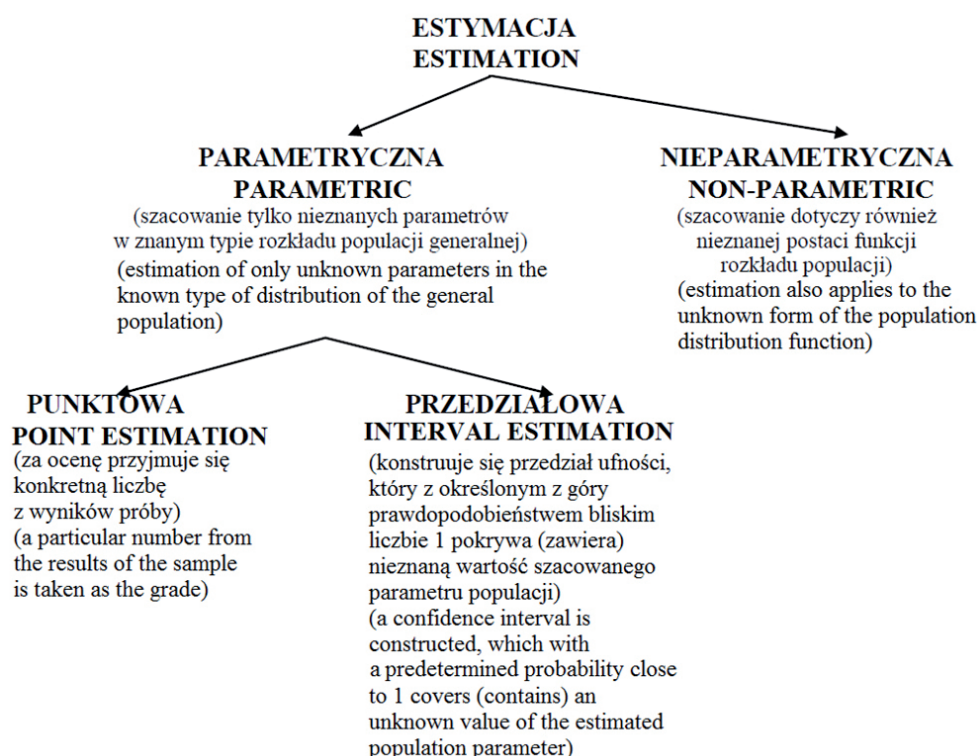 ESTYMACJA
ESTIMATION
PARAMETRYCZNA
PARAMETRIC
(szacowanie tylko nieznanych parametrów
w znanym typie rozkładu populacji generalnej)
(estimation of only unknown parameters in the
known type of distribution of the general
population)
NIEPARAMETRYCZNA
NON-PARAMETRIC
(szacowanie dotyczy również
nieznanej postaci funkcji
rozkładu populacji)
(estimation also applies to the
unknown form of the population
distribution function)
PUNKTOWA
POINT ESTIMATION
(za ocenę przyjmuje się
konkretną liczbę
z wyników próby)
(a particular number from
the results of the sample
is taken as the grade)
PRZEDZIAŁOWA
INTERVAL ESTIMATION
(konstruuje się przedział ufności,
który z określonym z góry
prawdopodobieństwem bliskim
liczbie 1 pokrywa (zawiera)
nieznaną wartość szacowanego
parametru populacji)
(a confidence interval is
constructed, which with
a predetermined probability close
to 1 covers (contains) an
unknown value of the estimated
population parameter)